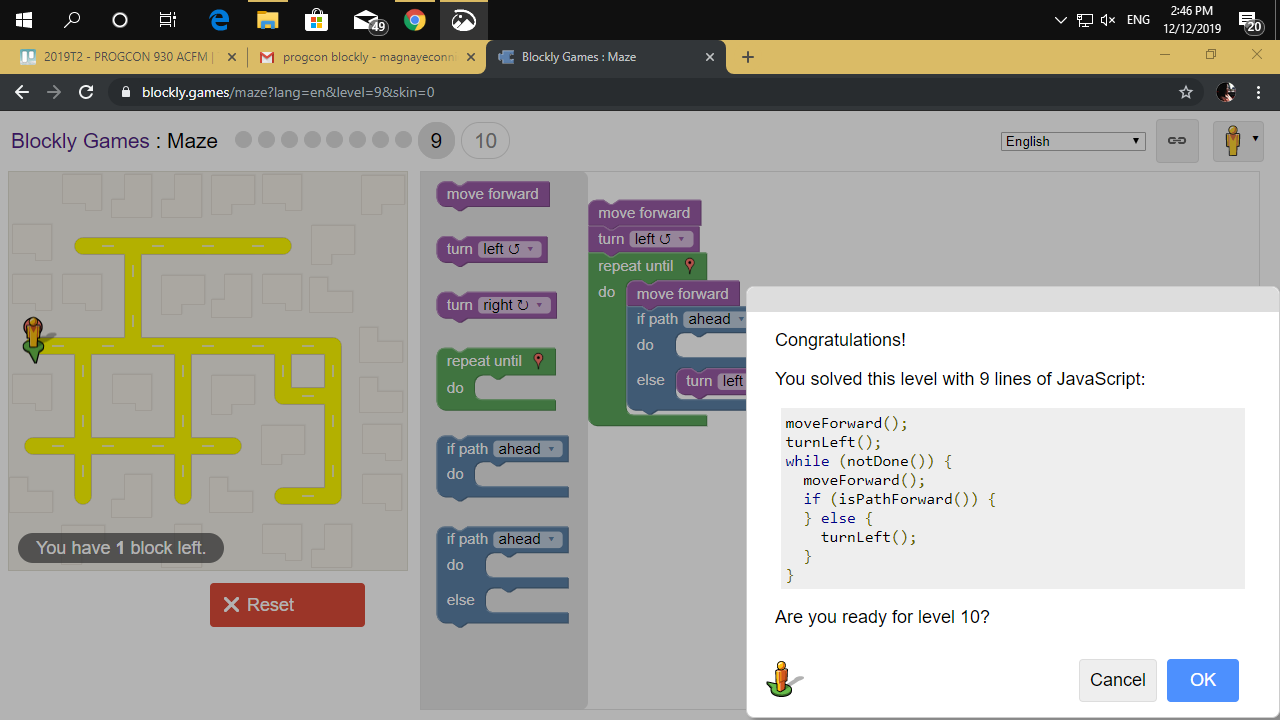 49
ENG
2:46 PM
12/12/2019
20
2019T2 - PROGCON 930 ACFM |
progcon blockly - magnayeconn
Blockly Games : Maze
blockly.games/maze?lang=en&level=9&skin=0
Blockly Games : Maze
9
10
English
move forward
turn left ↺
turn right ↻
repeat until
do
if path ahead
do
if path ahead
do
else
move forward
turn left ↺
repeat until
do
move forward
if path ahead
do
else
turn left
You have 1 block left.
Reset
Congratulations!
You solved this level with 9 lines of JavaScript:
moveForward();
turnLeft();
while (notDone()) {
  moveForward();
  if (isPathForward()) {
  } else {
    turnLeft();
  }
}
Are you ready for level 10?
Cancel
OK